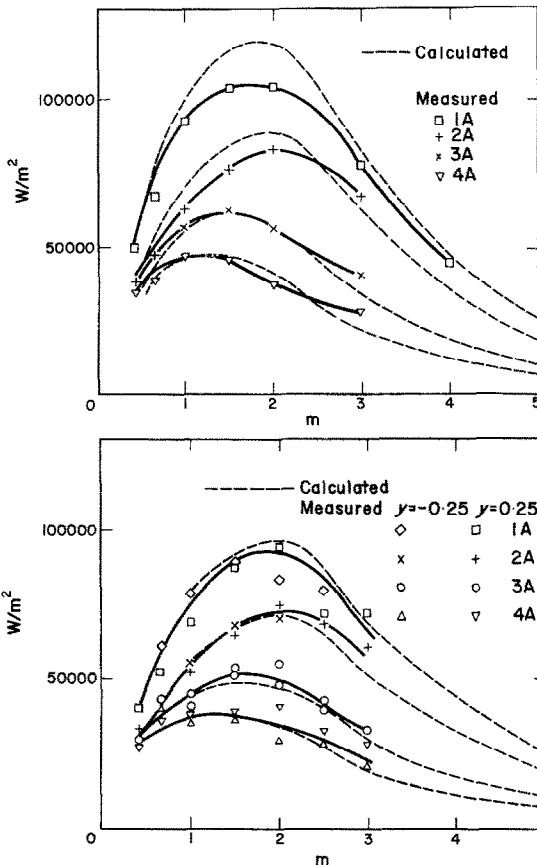 Calculated
Measured
1A
2A
3A
4A
100000
50000
W/m²
0
1
2
3
4
5
m
Calculated
Measured y=-0·25 y=0·25
1A
2A
3A
4A
100000
50000
W/m²
0
1
2
3
4
5
m